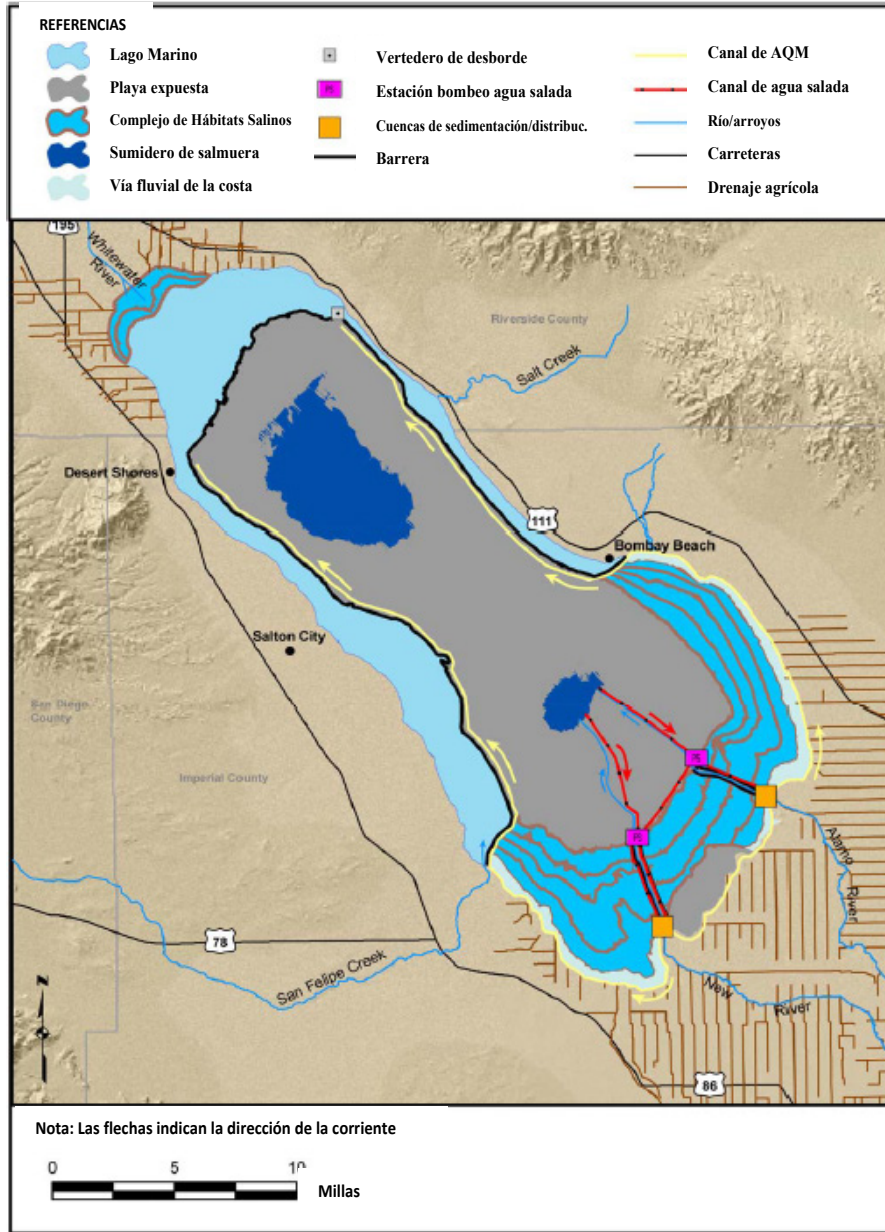 REFERENCIAS
Lago Marino
Playa expuesta
Complejo de Hábitats Salinos
Sumidero de salmuera
Vía fluvial de la costa
Vertedero de desborde
PS
Estación bombeo agua salada
Cuencas de sedimentación/distribuc.
Barrera
Canal de AQM
Canal de agua salada
Río/arroyos
Carreteras
Drenaje agrícola
195
Whitewater
River
Riverside County
Salt Creek
Desert Shores
111
Bombay Beach
Salton City
San Diego
County
Imperial County
PS
PS
Alamo
River
78
San Felipe Creek
New
River
N
86
Nota: Las flechas indican la dirección de la corriente
0 5 10
Millas